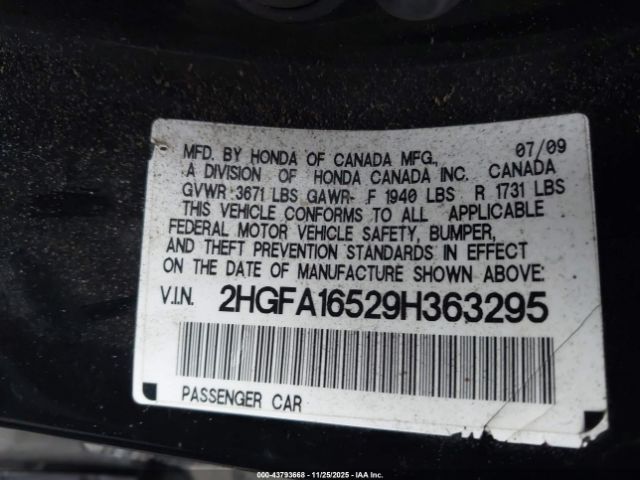 MFD. BY HONDA OF CANADA MFG., 07/09
A DIVISION OF HONDA CANADA INC. CANADA
GVWR 3671 LBS GAWR- F 1940 LBS R 1731 LBS
THIS VEHICLE CONFORMS TO ALL APPLICABLE
FEDERAL MOTOR VEHICLE SAFETY, BUMPER,
AND THEFT PREVENTION STANDARDS IN EFFECT
ON THE DATE OF MANUFACTURE SHOWN ABOVE:
V.I.N. 2HGFA16529H363295
PASSENGER CAR
000-43793668 - 11/25/2025 - IAA Inc.